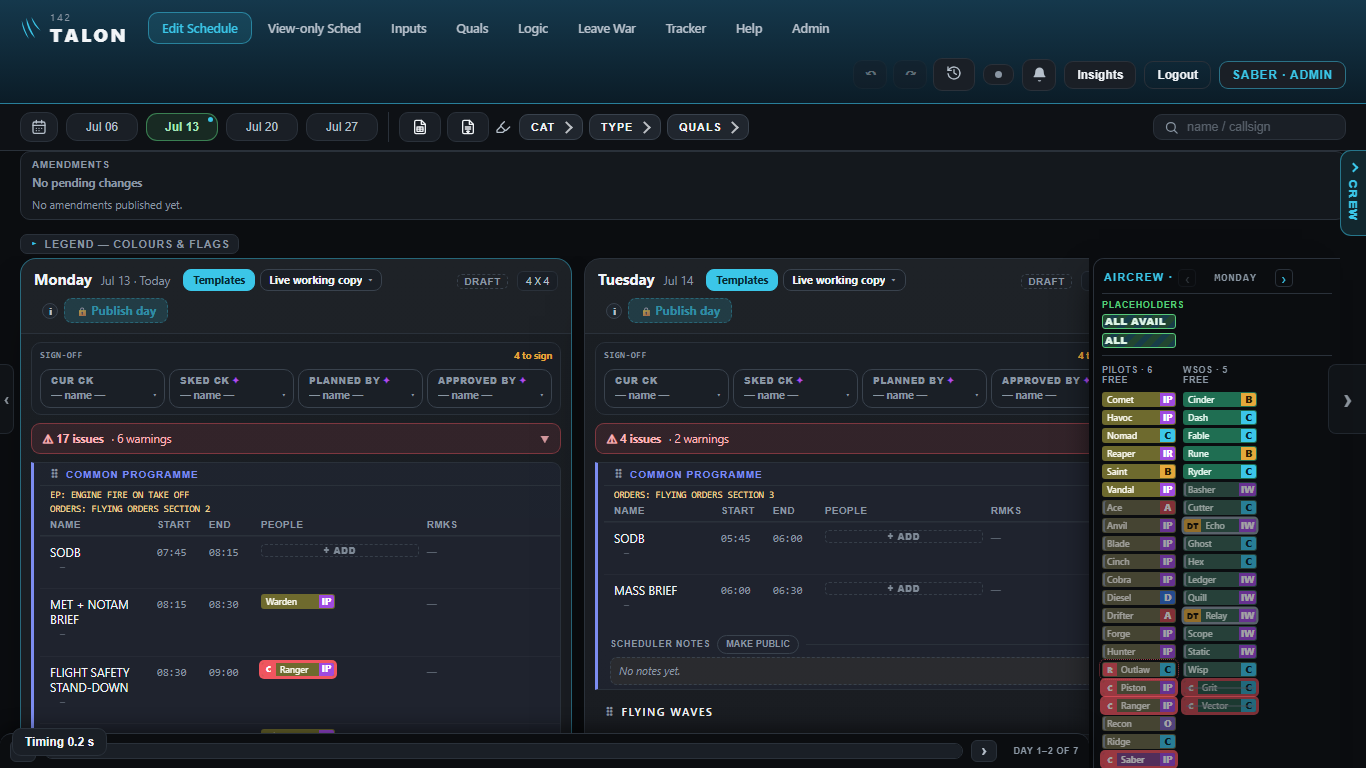 142
TALON
Edit Schedule
View-only Sched
Inputs
Quals
Logic
Leave War
Tracker
Help
Admin
Insights
Logout
SABER · ADMIN
Jul 06
Jul 13
Jul 20
Jul 27
CAT
TYPE
QUALS
name / callsign
AMENDMENTS
No pending changes
No amendments published yet.
CREW
LEGEND — COLOURS & FLAGS
Monday Jul 13 · Today
Templates
Live working copy
DRAFT
4 X 4
i
Publish day
SIGN-OFF
4 to sign
CUR CK
— name —
SKED CK
— name —
PLANNED BY
— name —
APPROVED BY
— name —
17 issues · 6 warnings
COMMON PROGRAMME
EP: ENGINE FIRE ON TAKE OFF
ORDERS: FLYING ORDERS SECTION 2
NAME START END PEOPLE RMKS
SODB 07:45 08:15 + ADD —
–
MET + NOTAM BRIEF 08:15 08:30 Warden IP —
–
FLIGHT SAFETY STAND-DOWN 08:30 09:00 C Ranger IP —
–
Tuesday Jul 14
Templates
Live working copy
DRAFT
i
Publish day
SIGN-OFF
4 t
CUR CK
— name —
SKED CK
— name —
PLANNED BY
— name —
APPROVED BY
— name —
4 issues · 2 warnings
COMMON PROGRAMME
ORDERS: FLYING ORDERS SECTION 3
NAME START END PEOPLE RMKS
SODB 05:45 06:00 + ADD —
–
MASS BRIEF 06:00 06:30 + ADD —
–
SCHEDULER NOTES
MAKE PUBLIC
No notes yet.
FLYING WAVES
AIRCREW ·
MONDAY
PLACEHOLDERS
ALL AVAIL
ALL
PILOTS · 6 FREE
Comet IP
Havoc IP
Nomad C
Reaper IR
Saint B
Vandal IP
Ace A
Anvil IP
Blade IP
Cinch IP
Cobra IP
Diesel D
Drifter A
Forge IP
Hunter IP
R Outlaw C
C Piston IP
C Ranger IP
Recon O
Ridge C
C Saber IP
WSOS · 5 FREE
Cinder B
Dash C
Fable C
Rune B
Ryder C
Basher IW
Cutter C
DT Echo IW
Ghost C
Hex C
Ledger IW
Quill IW
DT Relay IW
Scope IW
Static IW
Wisp C
C Grit C
C Vector C
Timing 0.2 s
DAY 1–2 OF 7